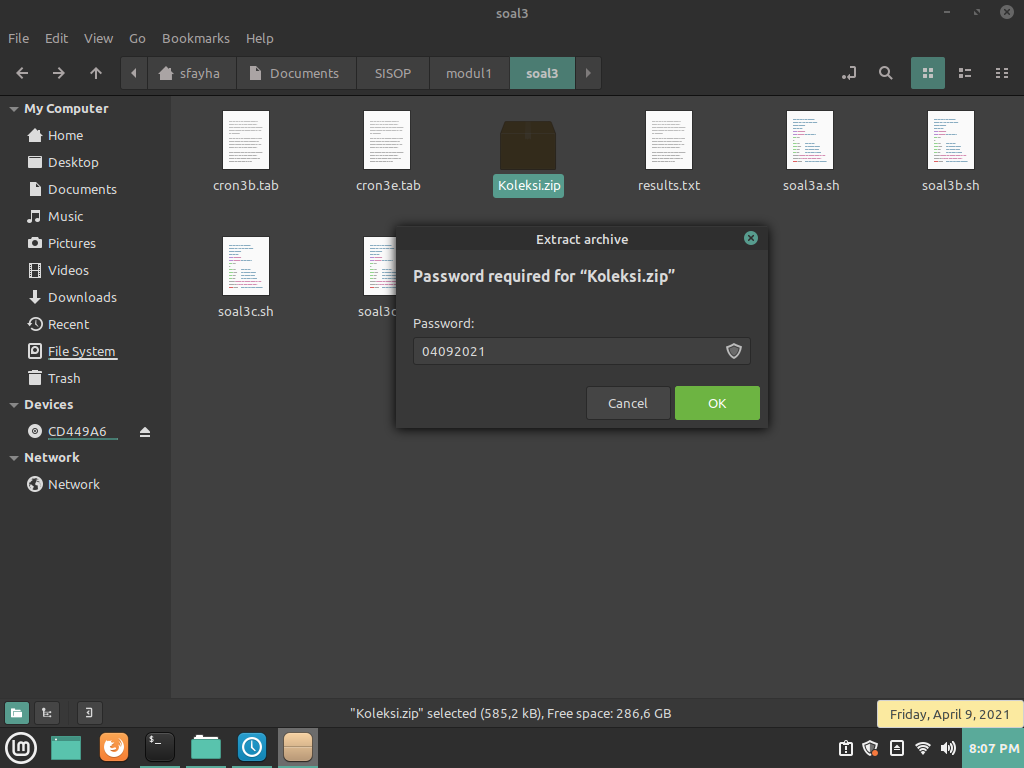 soal3
File Edit View Go Bookmarks Help
sfayha Documents SISOP modul1 soal3
My Computer
Home
Desktop
Documents
Music
Pictures
Videos
Downloads
Recent
File System
Trash
Devices
CD449A6
Network
Network
cron3b.tab cron3e.tab Koleksi.zip results.txt soal3a.sh soal3b.sh
soal3c.sh
Extract archive
Password required for “Koleksi.zip”
Password:
04092021
Cancel OK
"Koleksi.zip" selected (585,2 kB), Free space: 286,6 GB
Friday, April 9, 2021
8:07 PM